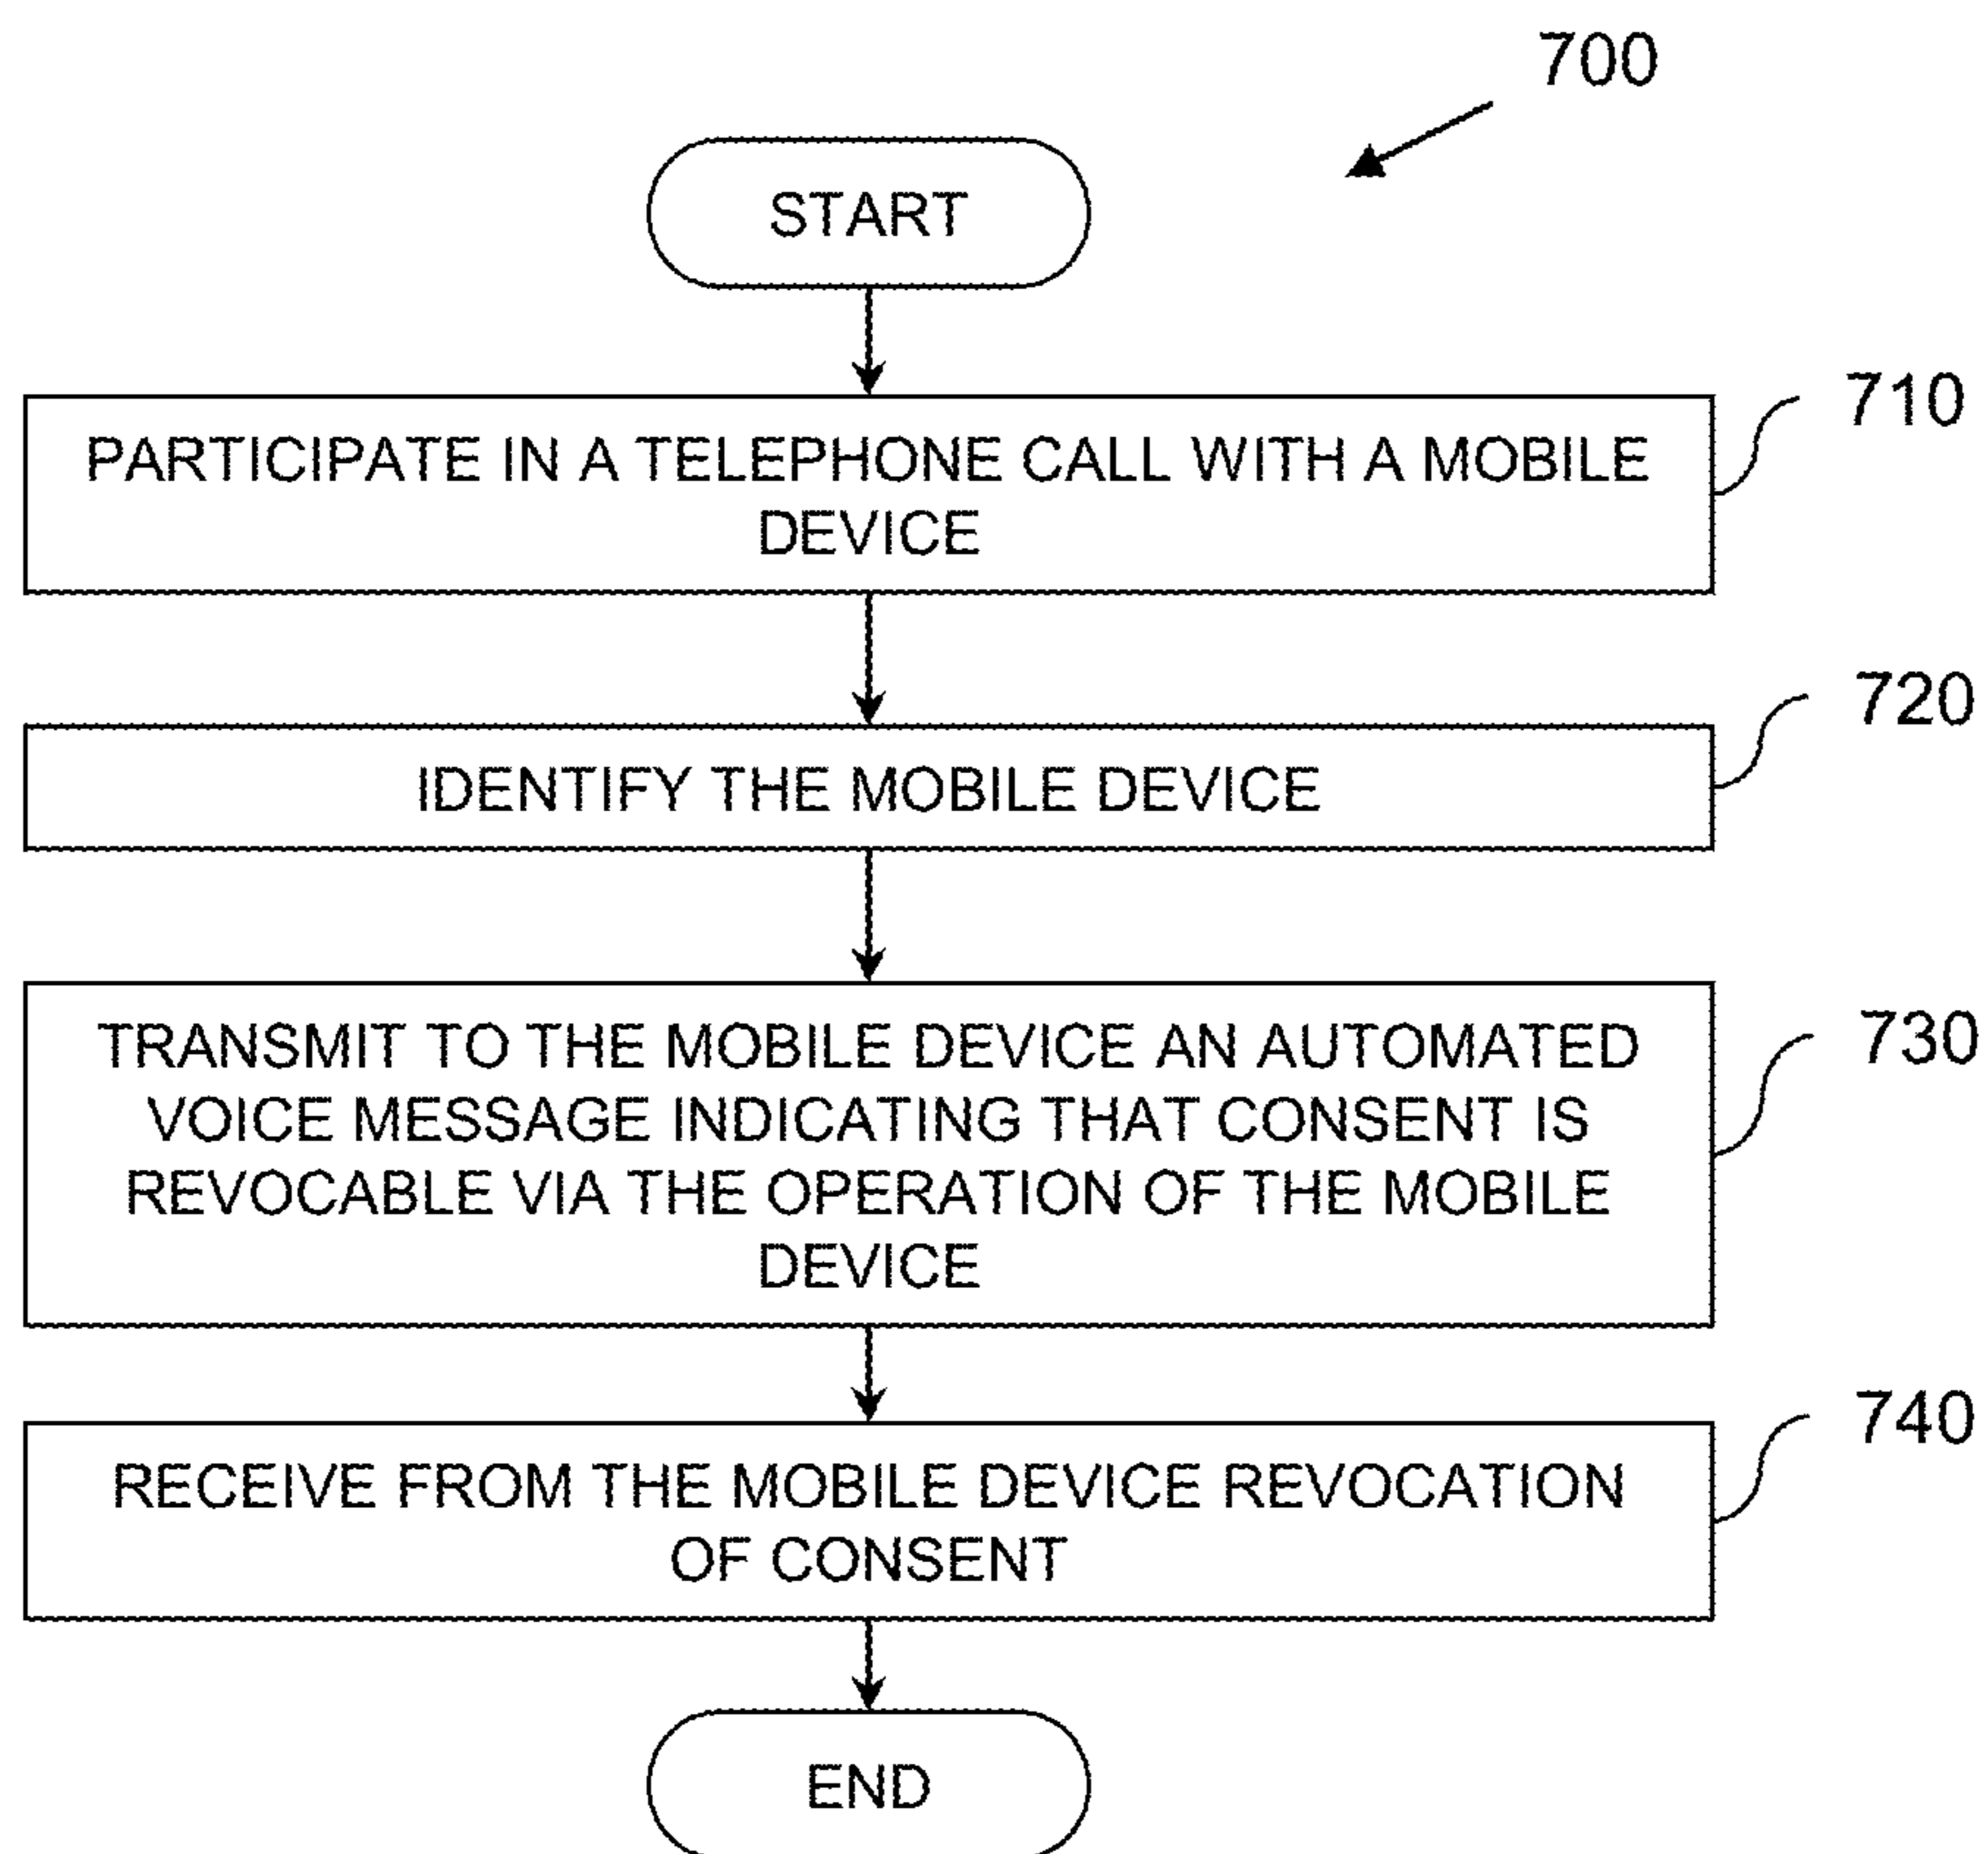 700
START
PARTICIPATE IN A TELEPHONE CALL WITH A MOBILE
DEVICE
710
IDENTIFY THE MOBILE DEVICE
720
TRANSMIT TO THE MOBILE DEVICE AN AUTOMATED
VOICE MESSAGE INDICATING THAT CONSENT IS
REVOCABLE VIA THE OPERATION OF THE MOBILE
DEVICE
730
RECEIVE FROM THE MOBILE DEVICE REVOCATION
OF CONSENT
740
END